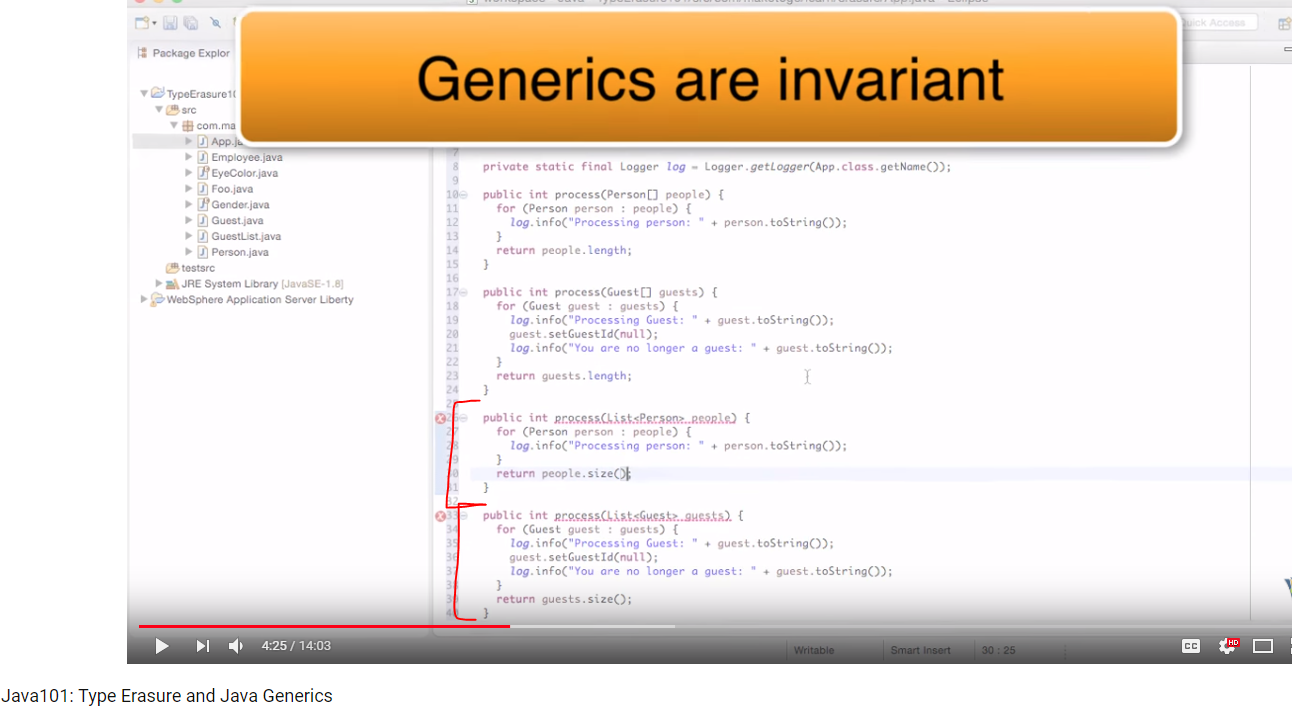 Quick Access
Generics are invariant
Package Explor
TypeErasure10
src
com.ma
App.ja
Employee.java
EyeColor.java
Foo.java
Gender.java
Guest.java
GuestList.java
Person.java
testsrc
JRE System Library [JavaSE-1.8]
WebSphere Application Server Liberty
7
8 private static final Logger log = Logger.getLogger(App.class.getName());
9
10 public int process(Person[] people) {
11 for (Person person : people) {
12 log.info("Processing person: " + person.toString());
13 }
14 return people.length;
15 }
16
17 public int process(Guest[] guests) {
18 for (Guest guest : guests) {
19 log.info("Processing Guest: " + guest.toString());
20 guest.setGuestId(null);
21 log.info("You are no longer a guest: " + guest.toString());
22 }
23 return guests.length;
24 }
25
26 public int process(List<Person> people) {
27 for (Person person : people) {
28 log.info("Processing person: " + person.toString());
29 }
30 return people.size();
31 }
32
33 public int process(List<Guest> guests) {
34 for (Guest guest : guests) {
35 log.info("Processing Guest: " + guest.toString());
36 guest.setGuestId(null);
37 log.info("You are no longer a guest: " + guest.toString());
38 }
39 return guests.size();
40 }
4:25 / 14:03
CC
HD
Writable
Smart Insert
30 : 25
Java101: Type Erasure and Java Generics